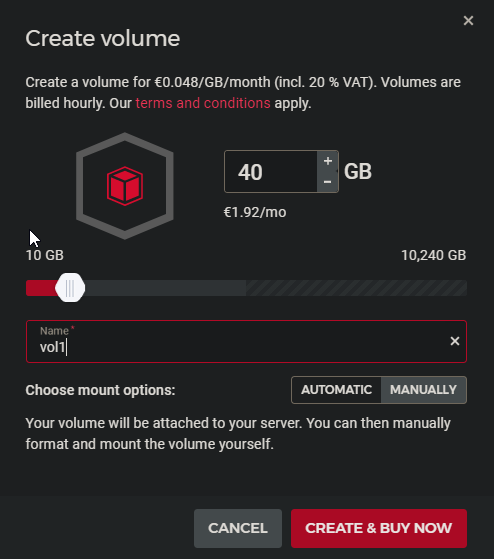 Create volume
Create a volume for €0.048/GB/month (incl. 20 % VAT). Volumes are
billed hourly. Our terms and conditions apply.
40
+
−
GB
€1.92/mo
10 GB
10,240 GB
Name *
vol1
Choose mount options:
AUTOMATIC
MANUALLY
Your volume will be attached to your server. You can then manually
format and mount the volume yourself.
CANCEL
CREATE & BUY NOW